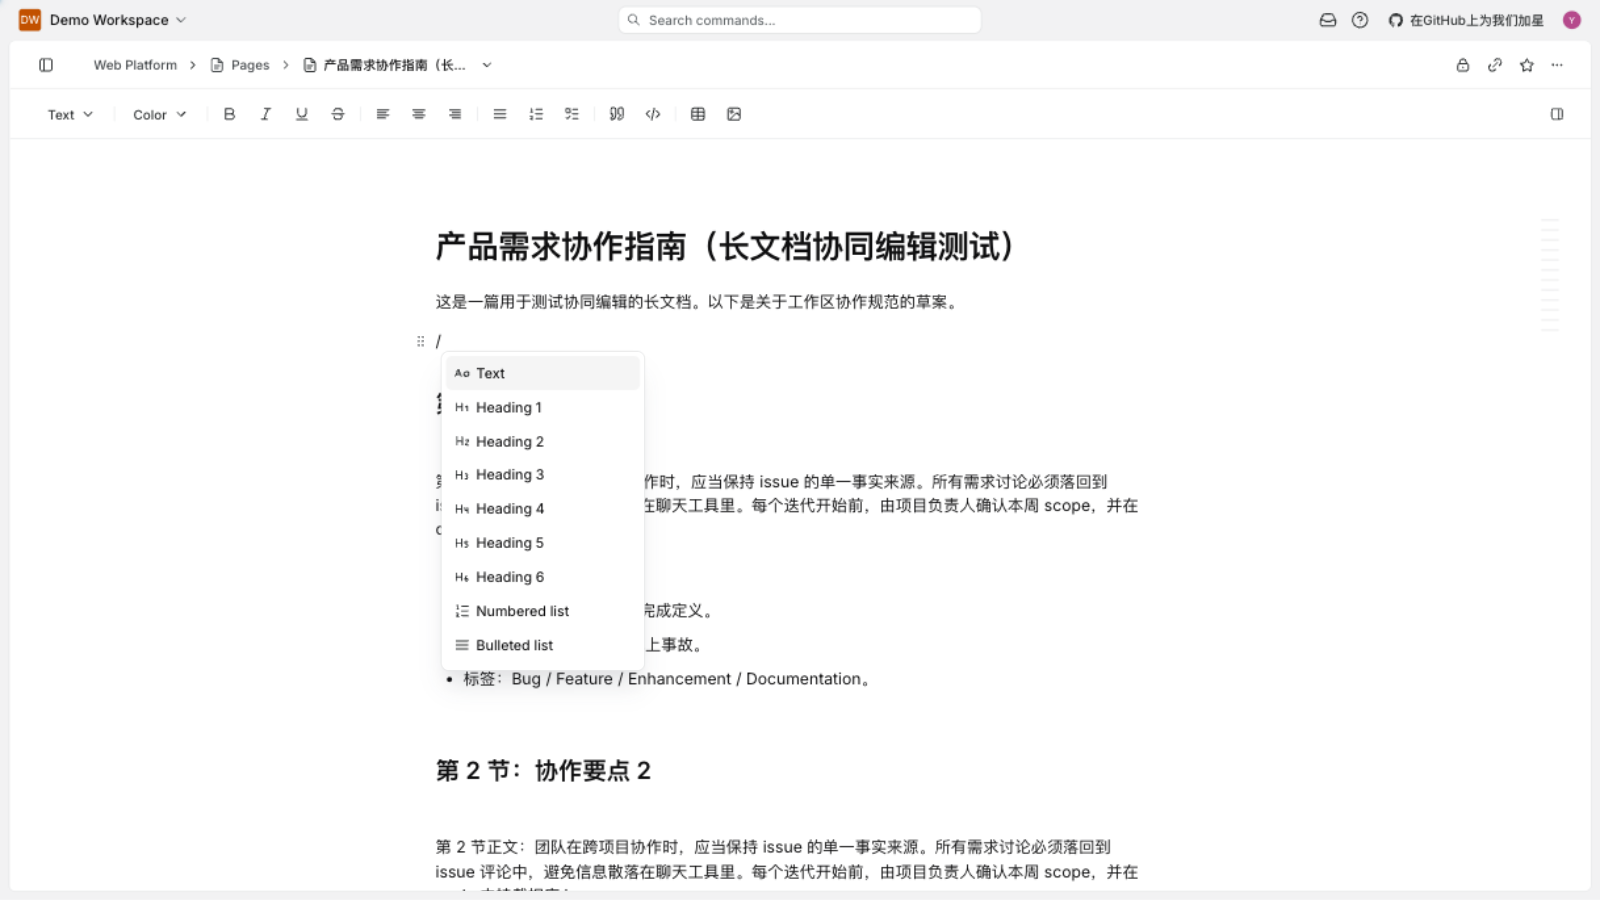 DW Demo Workspace
Search commands...
在GitHub上为我们加星
Y
Web Platform
Pages
产品需求协作指南（长...
Text
Color
产品需求协作指南（长文档协同编辑测试）
这是一篇用于测试协同编辑的长文档。以下是关于工作区协作规范的草案。
/
Text
Heading 1
Heading 2
Heading 3
Heading 4
Heading 5
Heading 6
Numbered list
Bulleted list
作时，应当保持 issue 的单一事实来源。所有需求讨论必须落回到
在聊天工具里。每个迭代开始前，由项目负责人确认本周 scope，并在
完成定义。
上事故。
• 标签：Bug / Feature / Enhancement / Documentation。
第 2 节：协作要点 2
第 2 节正文：团队在跨项目协作时，应当保持 issue 的单一事实来源。所有需求讨论必须落回到
issue 评论中，避免信息散落在聊天工具里。每个迭代开始前，由项目负责人确认本周 scope，并在